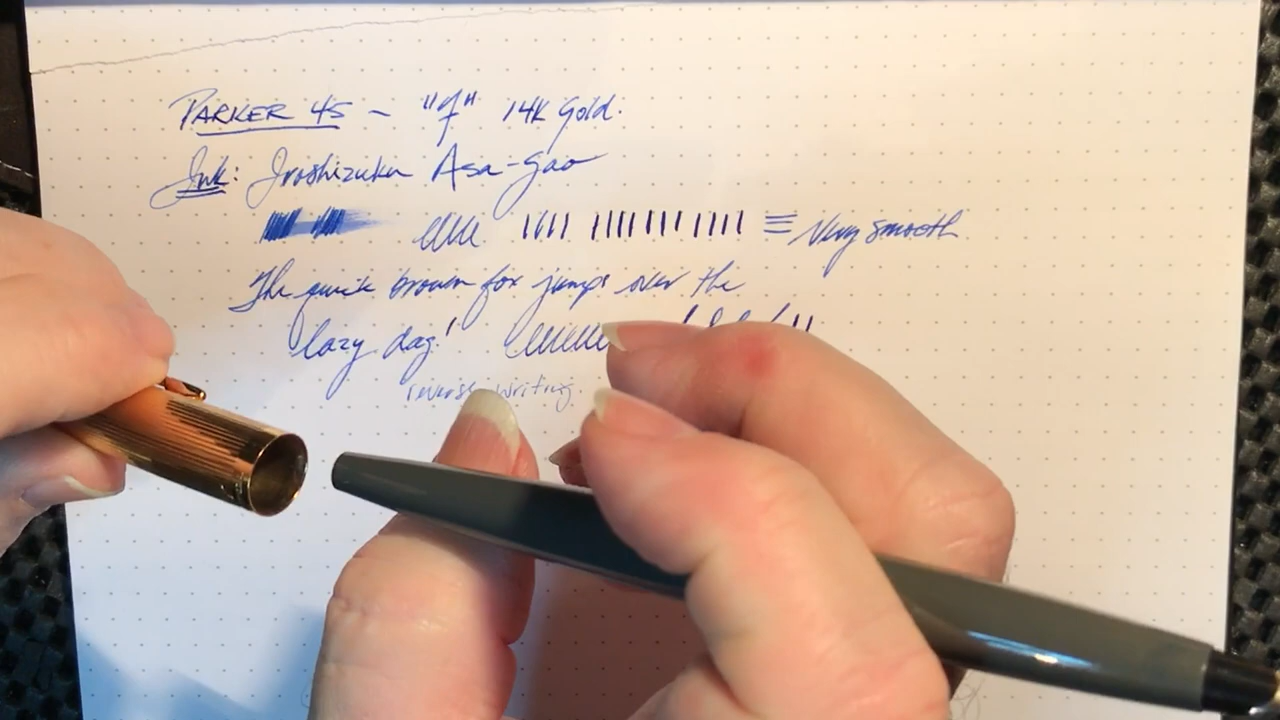 PARKER 45 - "f" 14K Gold.
Ink: Iroshizuku Asa-gao
Very smooth
The quick brown fox jumps over the
lazy dog!
reverse writing.